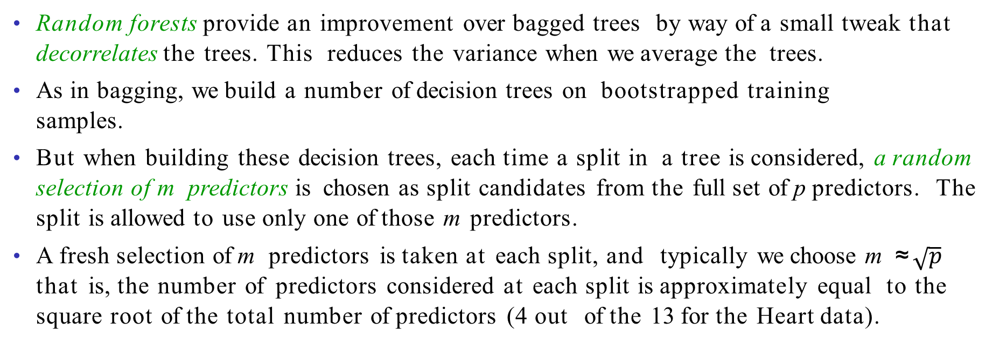 • Random forests provide an improvement over bagged trees by way of a small tweak that
decorrelates the trees. This reduces the variance when we average the trees.
• As in bagging, we build a number of decision trees on bootstrapped training
samples.
• But when building these decision trees, each time a split in a tree is considered, a random
selection of m predictors is chosen as split candidates from the full set of p predictors. The
split is allowed to use only one of those m predictors.
• A fresh selection of m predictors is taken at each split, and typically we choose m ≈ √p
that is, the number of predictors considered at each split is approximately equal to the
square root of the total number of predictors (4 out of the 13 for the Heart data).